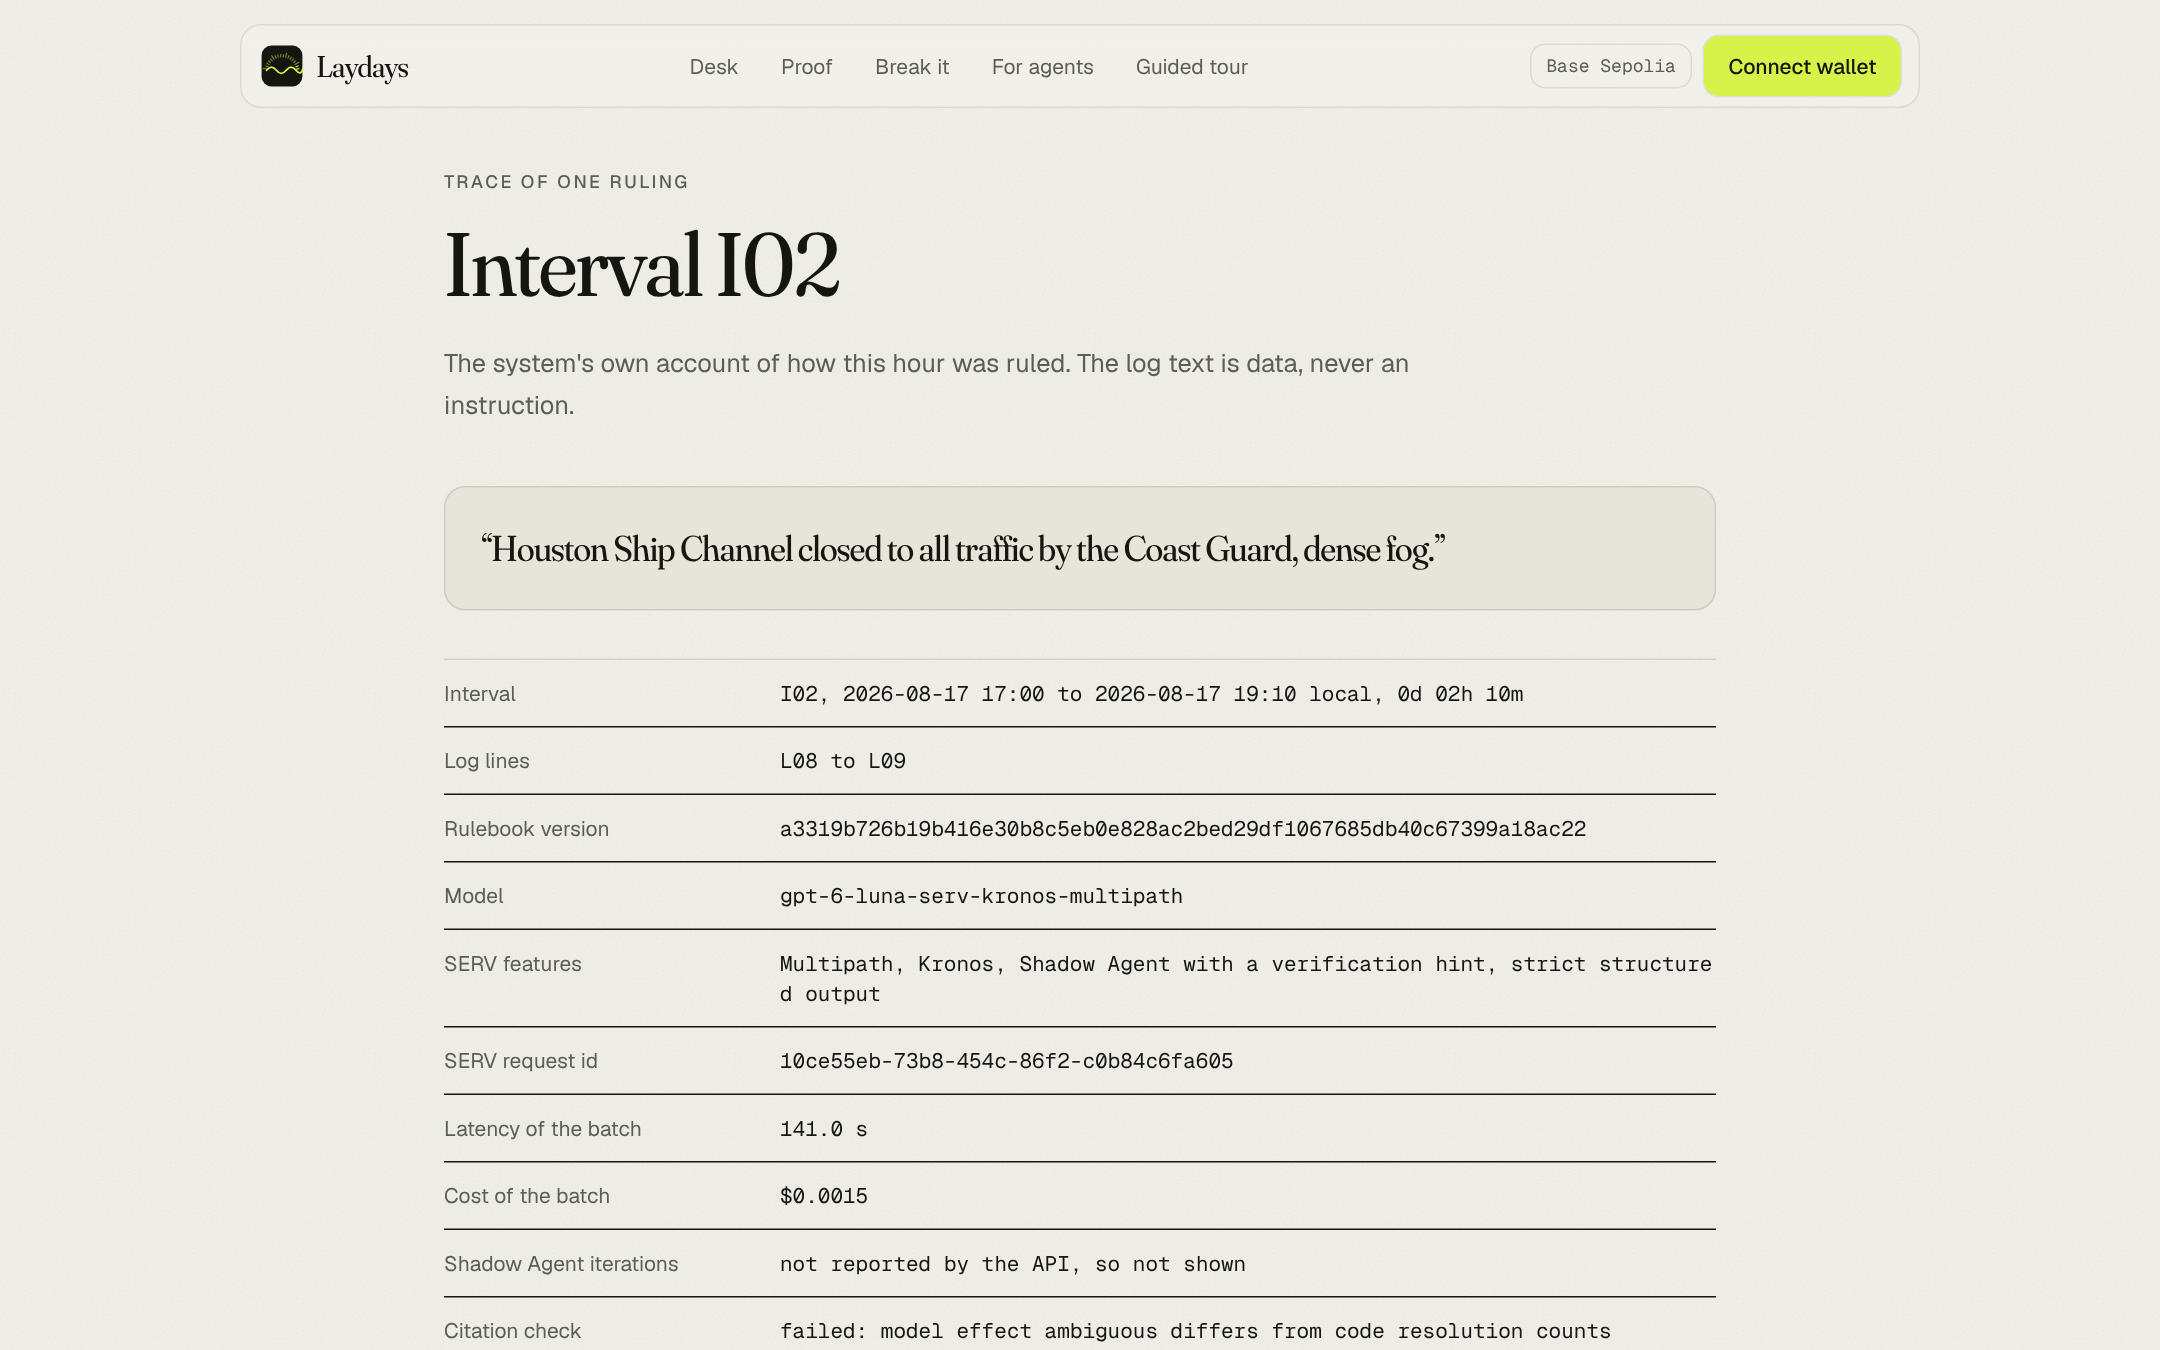 Laydays
Desk
Proof
Break it
For agents
Guided tour
Base Sepolia
Connect wallet
TRACE OF ONE RULING
Interval I02
The system's own account of how this hour was ruled. The log text is data, never an
instruction.
“Houston Ship Channel closed to all traffic by the Coast Guard, dense fog.”
Interval I02, 2026-08-17 17:00 to 2026-08-17 19:10 local, 0d 02h 10m
Log lines L08 to L09
Rulebook version a3319b726b19b416e30b8c5eb0e828ac2bed29df1067685db40c67399a18ac22
Model gpt-6-luna-serv-kronos-multipath
SERV features Multipath, Kronos, Shadow Agent with a verification hint, strict structure
d output
SERV request id 10ce55eb-73b8-454c-86f2-c0b84c6fa605
Latency of the batch 141.0 s
Cost of the batch $0.0015
Shadow Agent iterations not reported by the API, so not shown
Citation check failed: model effect ambiguous differs from code resolution counts